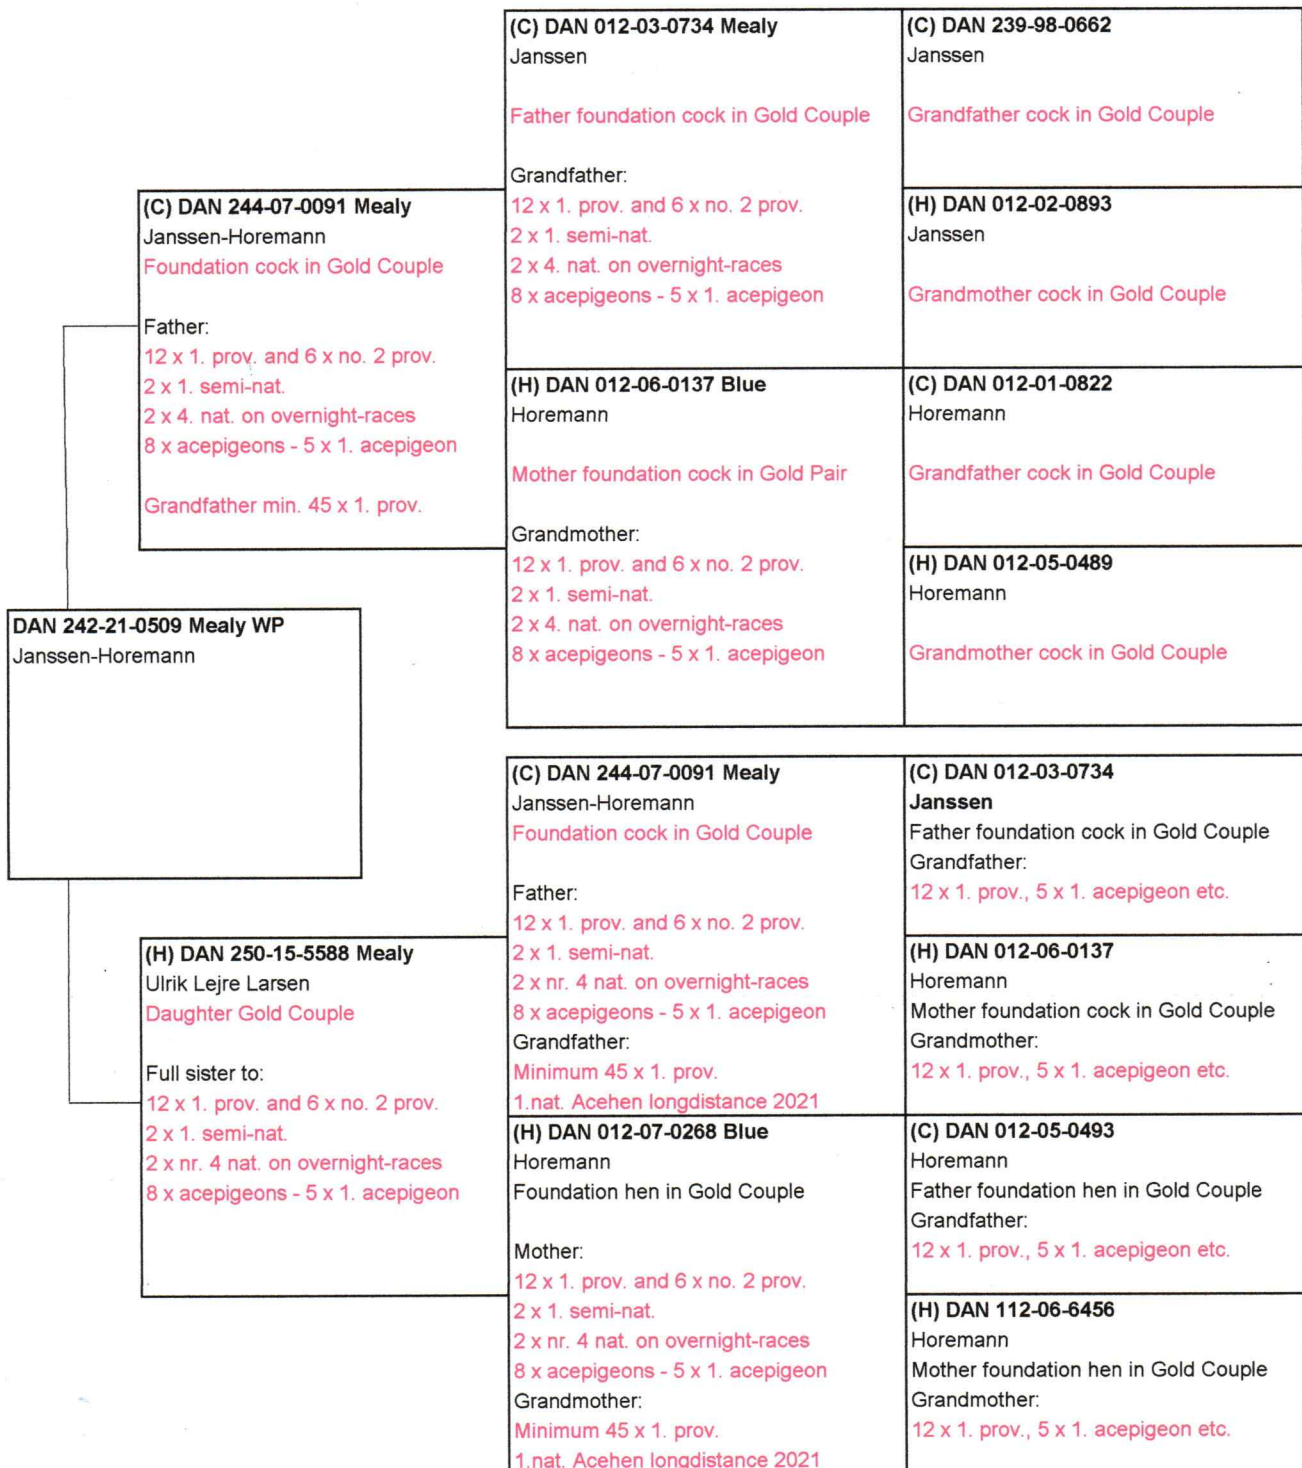 (C) DAN 012-03-0734 Mealy
Janssen
Father foundation cock in Gold Couple
Grandfather:
12 x 1. prov. and 6 x no. 2 prov.
2 x 1. semi-nat.
2 x 4. nat. on overnight-races
8 x acepigeons - 5 x 1. acepigeon
(C) DAN 239-98-0662
Janssen
Grandfather cock in Gold Couple
(H) DAN 012-02-0893
Janssen
Grandmother cock in Gold Couple
(C) DAN 244-07-0091 Mealy
Janssen-Horemann
Foundation cock in Gold Couple
Father:
12 x 1. prov. and 6 x no. 2 prov.
2 x 1. semi-nat.
2 x 4. nat. on overnight-races
8 x acepigeons - 5 x 1. acepigeon
Grandfather min. 45 x 1. prov.
(H) DAN 012-06-0137 Blue
Horemann
Mother foundation cock in Gold Pair
Grandmother:
12 x 1. prov. and 6 x no. 2 prov.
2 x 1. semi-nat.
2 x 4. nat. on overnight-races
8 x acepigeons - 5 x 1. acepigeon
(C) DAN 012-01-0822
Horemann
Grandfather cock in Gold Couple
(H) DAN 012-05-0489
Horemann
Grandmother cock in Gold Couple
DAN 242-21-0509 Mealy WP
Janssen-Horemann
(C) DAN 244-07-0091 Mealy
Janssen-Horemann
Foundation cock in Gold Couple
Father:
12 x 1. prov. and 6 x no. 2 prov.
2 x 1. semi-nat.
2 x nr. 4 nat. on overnight-races
8 x acepigeons - 5 x 1. acepigeon
Grandfather:
Minimum 45 x 1. prov.
1.nat. Acehen longdistance 2021
(C) DAN 012-03-0734
Janssen
Father foundation cock in Gold Couple
Grandfather:
12 x 1. prov., 5 x 1. acepigeon etc.
(H) DAN 012-06-0137
Horemann
Mother foundation cock in Gold Couple
Grandmother:
12 x 1. prov., 5 x 1. acepigeon etc.
(H) DAN 250-15-5588 Mealy
Ulrik Lejre Larsen
Daughter Gold Couple
Full sister to:
12 x 1. prov. and 6 x no. 2 prov.
2 x 1. semi-nat.
2 x nr. 4 nat. on overnight-races
8 x acepigeons - 5 x 1. acepigeon
(H) DAN 012-07-0268 Blue
Horemann
Foundation hen in Gold Couple
Mother:
12 x 1. prov. and 6 x no. 2 prov.
2 x 1. semi-nat.
2 x nr. 4 nat. on overnight-races
8 x acepigeons - 5 x 1. acepigeon
Grandmother:
Minimum 45 x 1. prov.
1.nat. Acehen longdistance 2021
(C) DAN 012-05-0493
Horemann
Father foundation hen in Gold Couple
Grandfather:
12 x 1. prov., 5 x 1. acepigeon etc.
(H) DAN 112-06-6456
Horemann
Mother foundation hen in Gold Couple
Grandmother:
12 x 1. prov., 5 x 1. acepigeon etc.